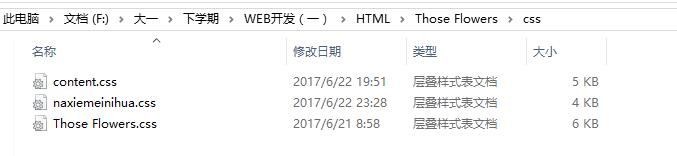 此电脑 > 文档 (F:) > 大一 > 下学期 > WEB开发（一） > HTML > Those Flowers > css
名称 修改日期 类型 大小
content.css 2017/6/22 19:51 层叠样式表文档 5 KB
naxiemeinihua.css 2017/6/22 23:28 层叠样式表文档 4 KB
Those Flowers.css 2017/6/21 8:58 层叠样式表文档 6 KB